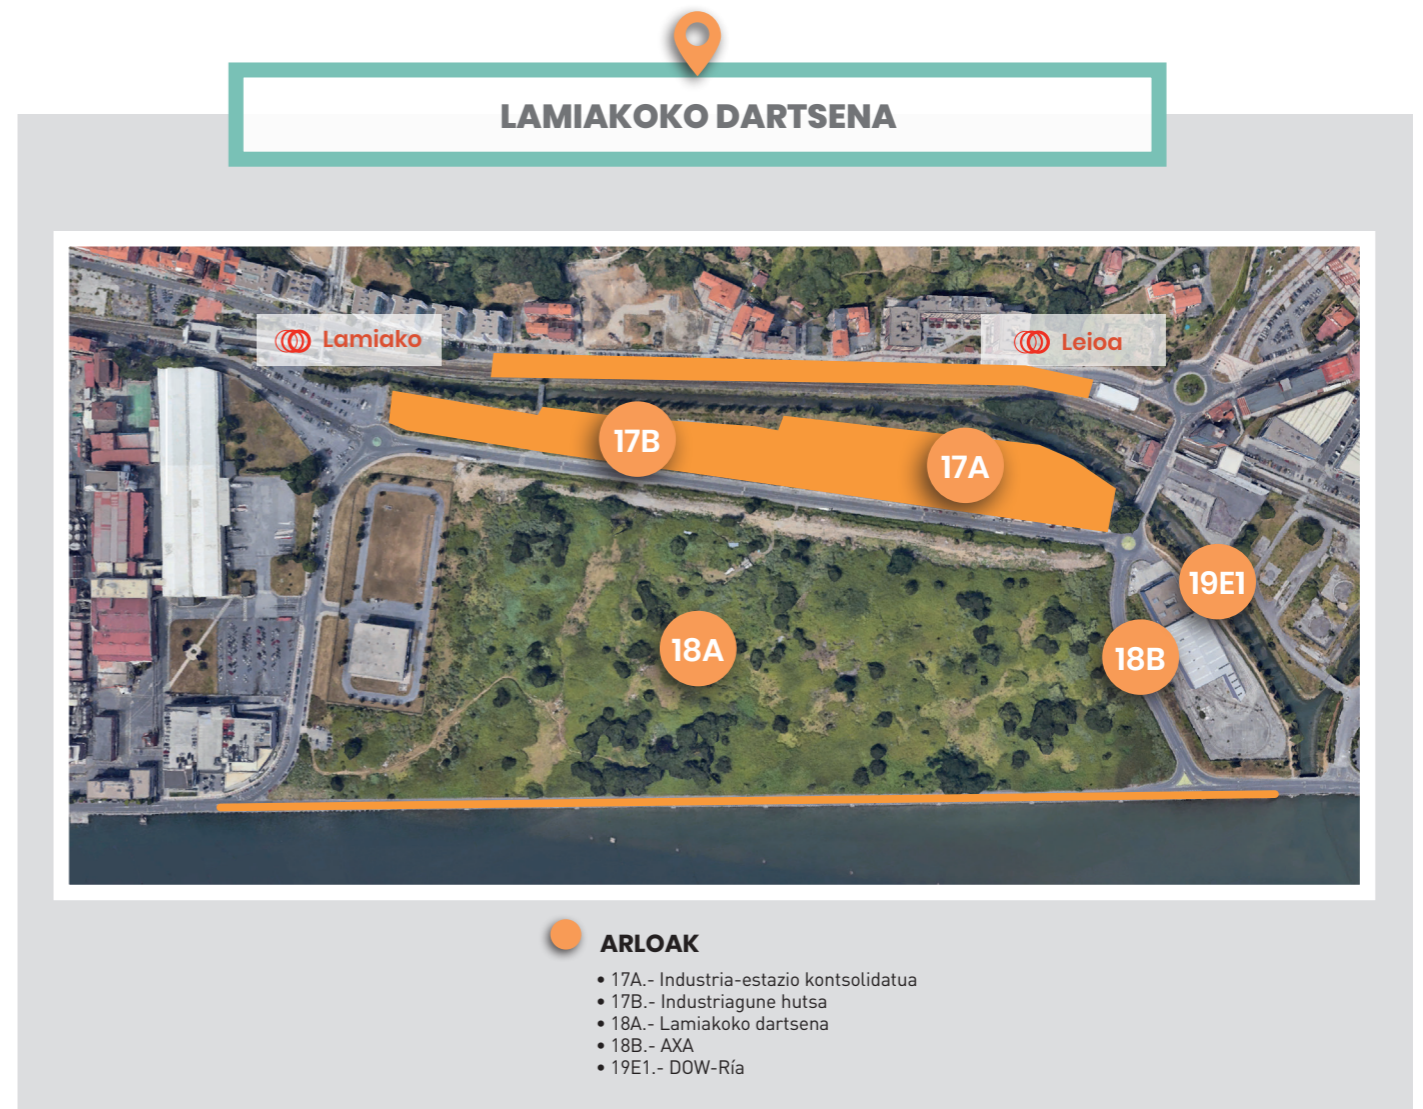 LAMIAKOKO DARTSENA
Lamiako
Leioa
17B
17A
19E1
18A
18B
ARLOAK
• 17A.- Industria-estazio kontsolidatua
• 17B.- Industriagune hutsa
• 18A.- Lamiakoko dartsena
• 18B.- AXA
• 19E1.- DOW-Ría